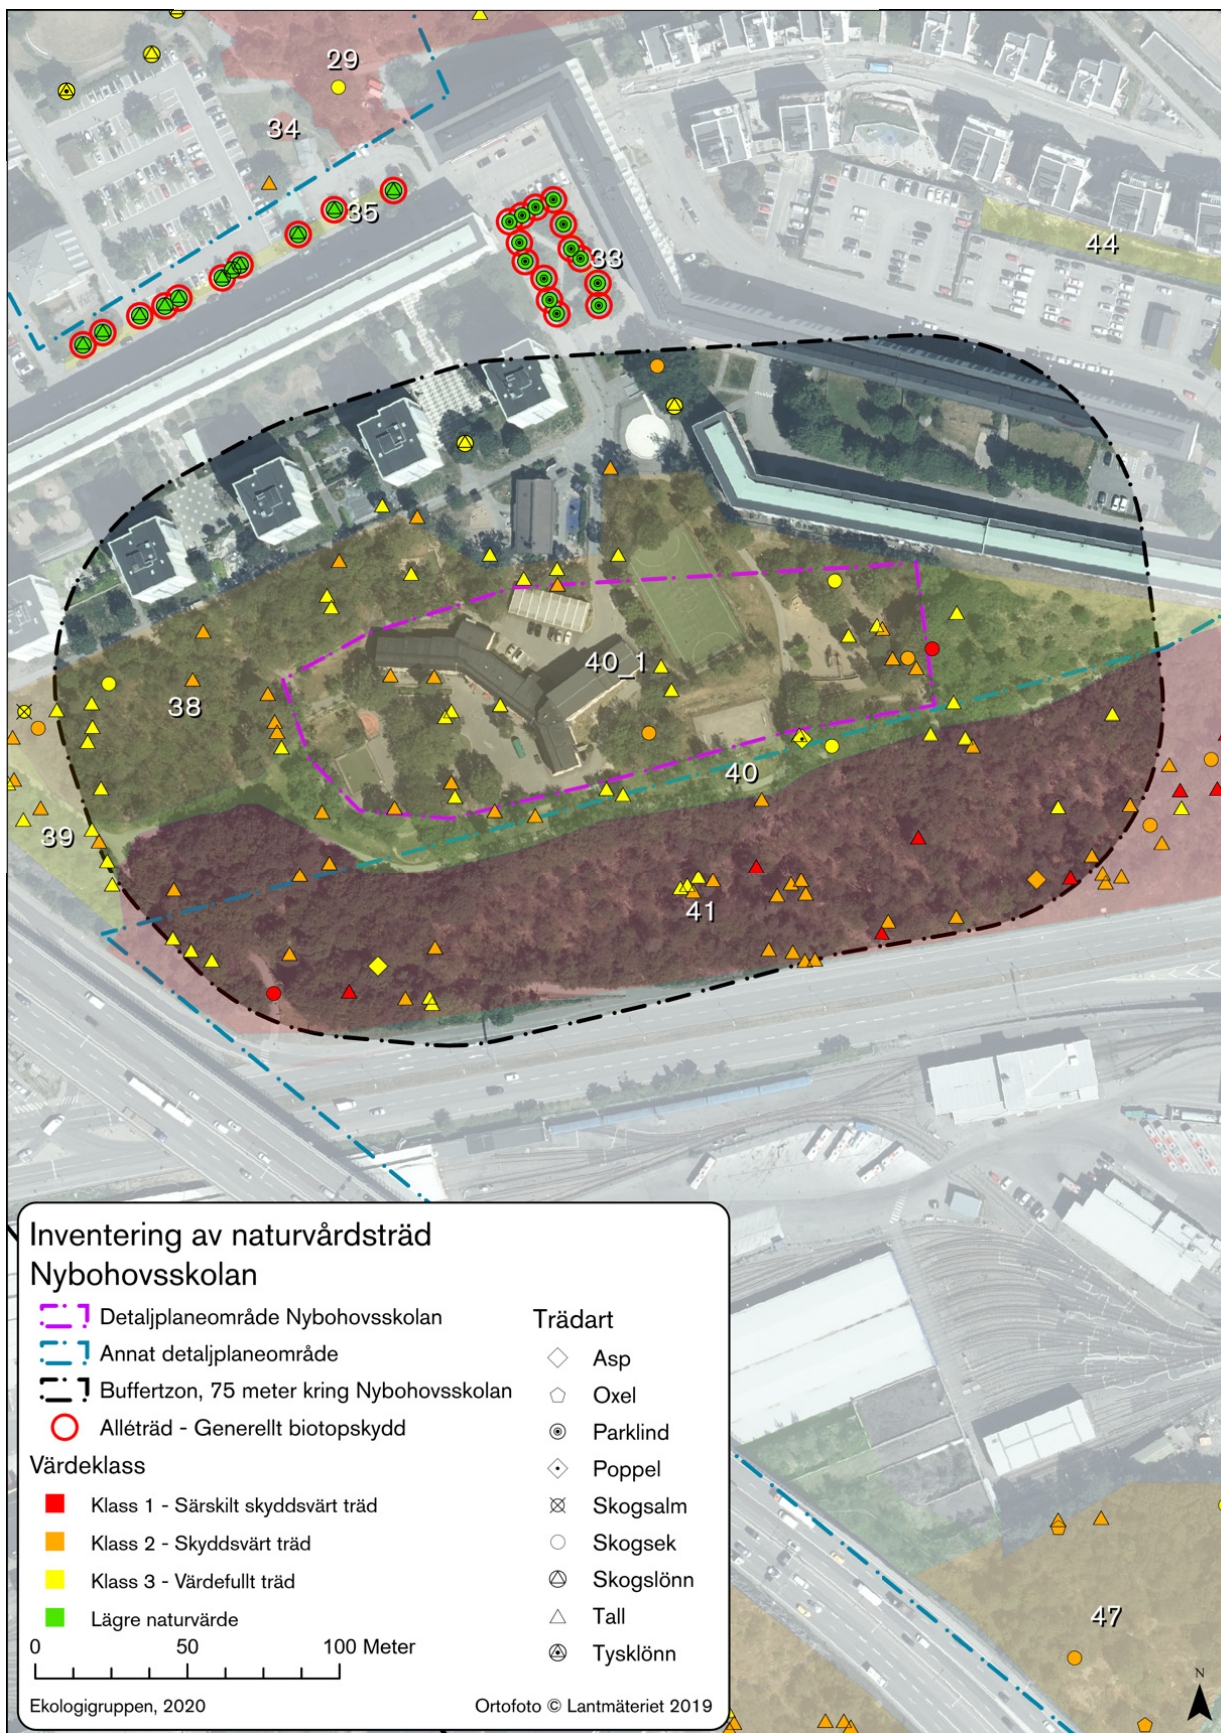 29
34
35
33
44
40_1
38
40
39
41
47
N
Inventering av naturvårdsträd
Nybohovsskolan
Detaljplaneområde Nybohovsskolan
Annat detaljplaneområde
Buffertzon, 75 meter kring Nybohovsskolan
Alléträd - Generellt biotopskydd
Värdeklass
Klass 1 - Särskilt skyddsvärt träd
Klass 2 - Skyddsvärt träd
Klass 3 - Värdefullt träd
Lägre naturvärde
0 50 100 Meter
Ekologigruppen, 2020
Trädart
Asp
Oxel
Parklind
Poppel
Skogsalm
Skogsek
Skogslönn
Tall
Tysklönn
Ortofoto © Lantmäteriet 2019